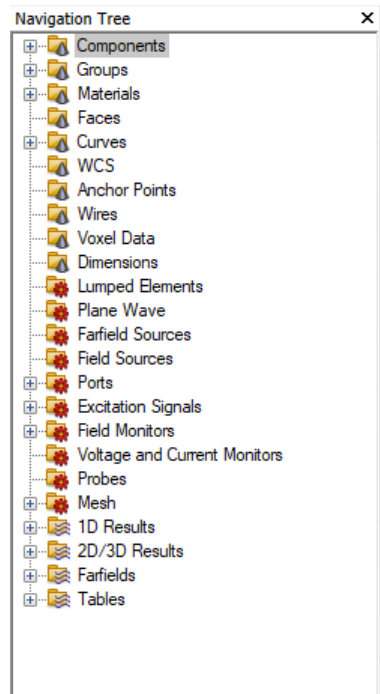 Navigation Tree
Components
Groups
Materials
Faces
Curves
WCS
Anchor Points
Wires
Voxel Data
Dimensions
Lumped Elements
Plane Wave
Farfield Sources
Field Sources
Ports
Excitation Signals
Field Monitors
Voltage and Current Monitors
Probes
Mesh
1D Results
2D/3D Results
Farfields
Tables